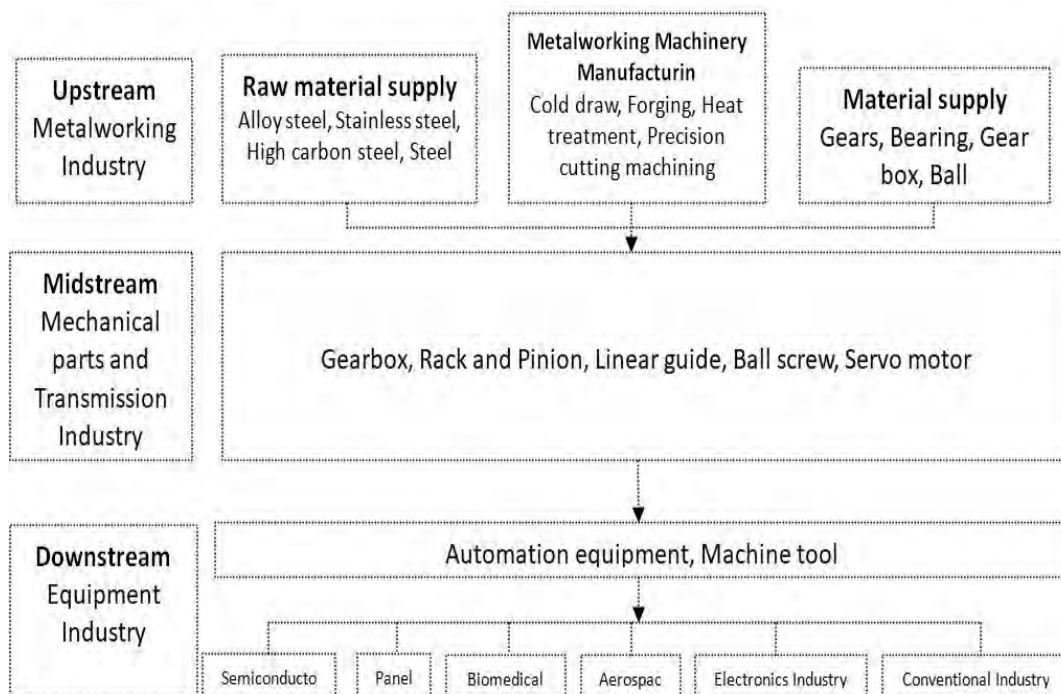 Upstream
Metalworking
Industry
Raw material supply
Alloy steel, Stainless steel,
High carbon steel, Steel
Metalworking Machinery
Manufacturin
Cold draw, Forging, Heat
treatment, Precision
cutting machining
Material supply
Gears, Bearing, Gear
box, Ball
Midstream
Mechanical
parts and
Transmission
Industry
Gearbox, Rack and Pinion, Linear guide, Ball screw, Servo motor
Downstream
Equipment
Industry
Automation equipment, Machine tool
Semiconducto
Panel
Biomedical
Aerospac
Electronics Industry
Conventional Industry